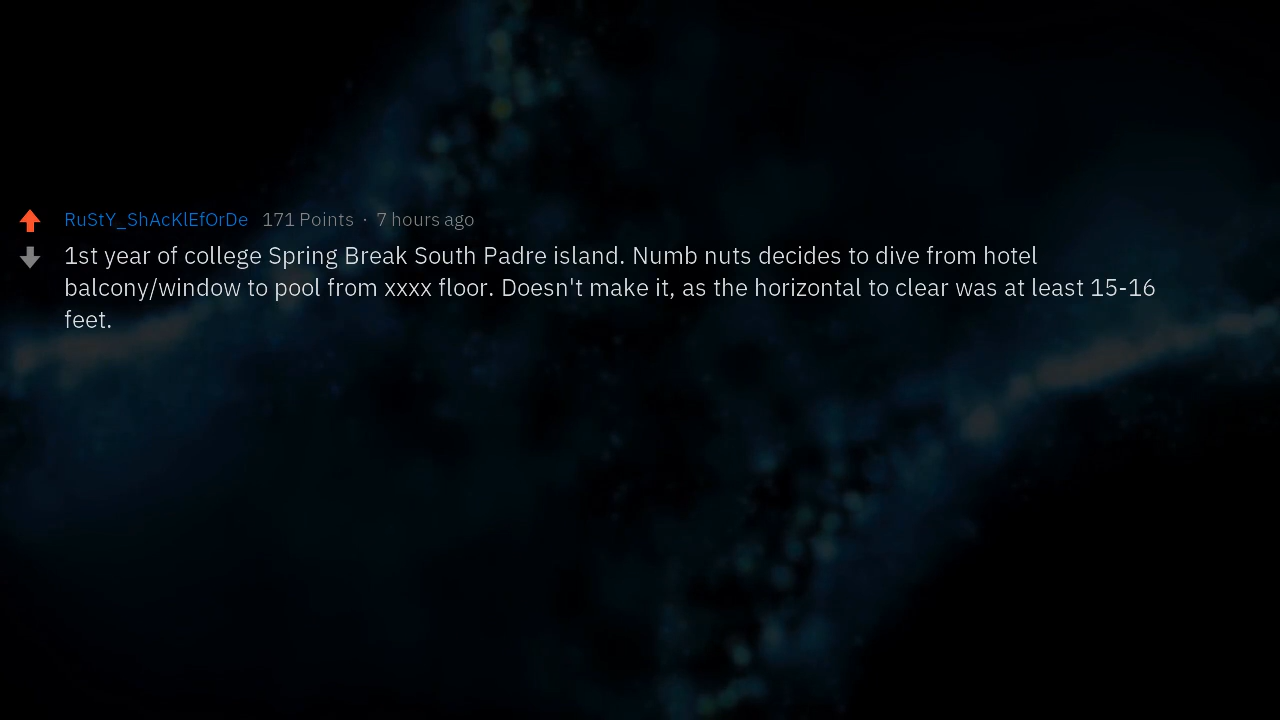 RuStY_ShAcKlEfOrDe 171 Points · 7 hours ago
1st year of college Spring Break South Padre island. Numb nuts decides to dive from hotel
balcony/window to pool from xxxx floor. Doesn't make it, as the horizontal to clear was at least 15-16
feet.